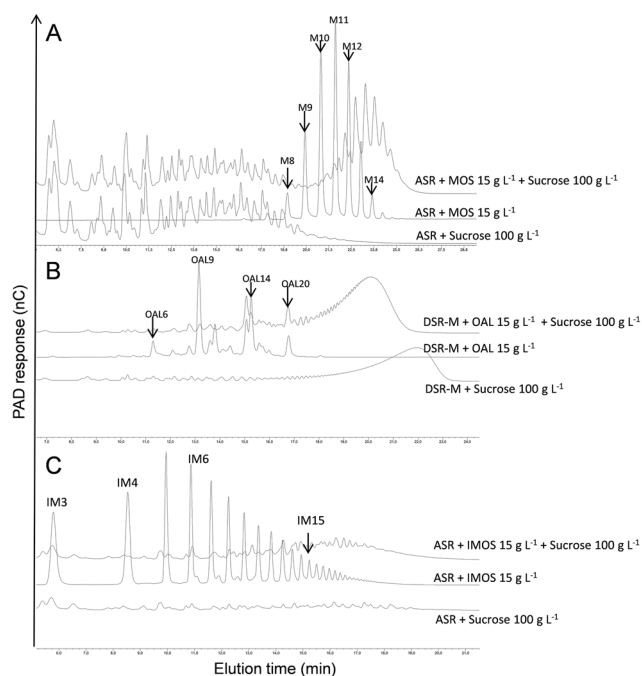 A
M8
M9
M10
M11
M12
M14
ASR + MOS 15 g L⁻¹ + Sucrose 100 g L⁻¹
ASR + MOS 15 g L⁻¹
ASR + Sucrose 100 g L⁻¹
B
OAL6
OAL9
OAL14
OAL20
DSR-M + OAL 15 g L⁻¹ + Sucrose 100 g L⁻¹
DSR-M + OAL 15 g L⁻¹
DSR-M + Sucrose 100 g L⁻¹
PAD response (nC)
C
IM3
IM4
IM6
IM15
ASR + IMOS 15 g L⁻¹ + Sucrose 100 g L⁻¹
ASR + IMOS 15 g L⁻¹
ASR + Sucrose 100 g L⁻¹
Elution time (min)